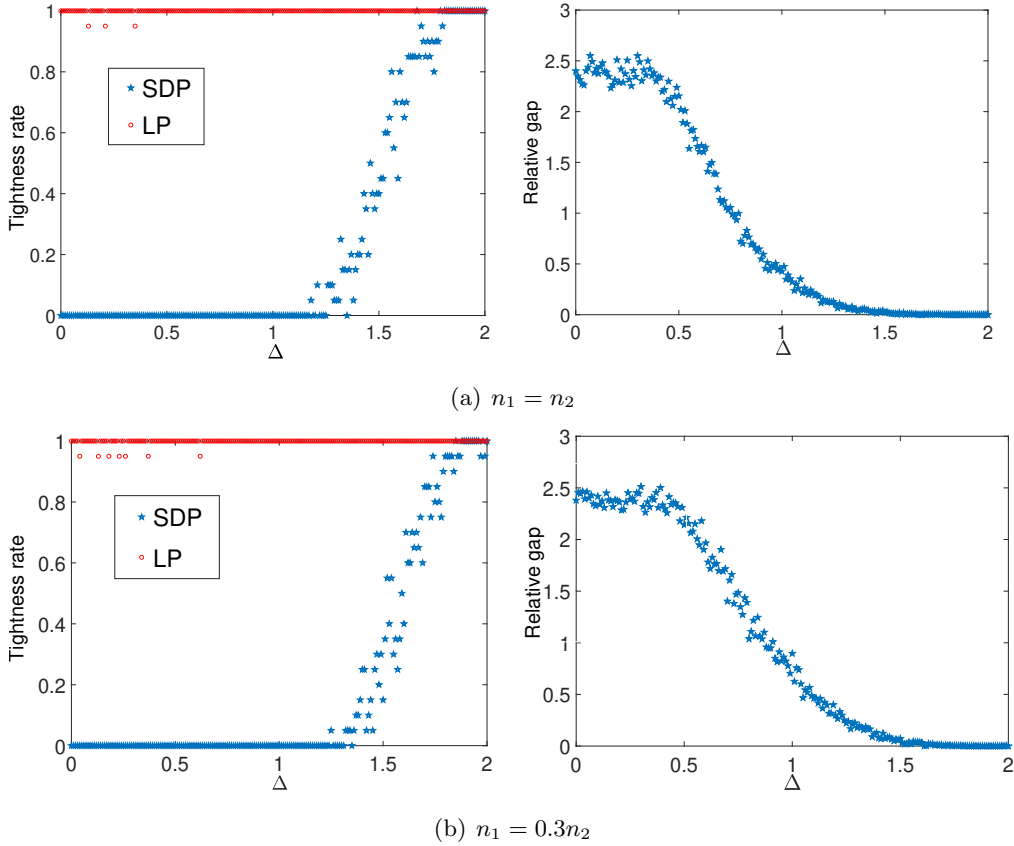 Tightness rate
1
0.8
0.6
0.4
0.2
0
SDP
LP
0 0.5 1 1.5 2
Δ
Relative gap
3
2.5
2
1.5
1
0.5
0
0 0.5 1 1.5 2
Δ
(a) n₁ = n₂
Tightness rate
1
0.8
0.6
0.4
0.2
0
SDP
LP
0 0.5 1 1.5 2
Δ
Relative gap
3
2.5
2
1.5
1
0.5
0
0 0.5 1 1.5 2
Δ
(b) n₁ = 0.3n₂